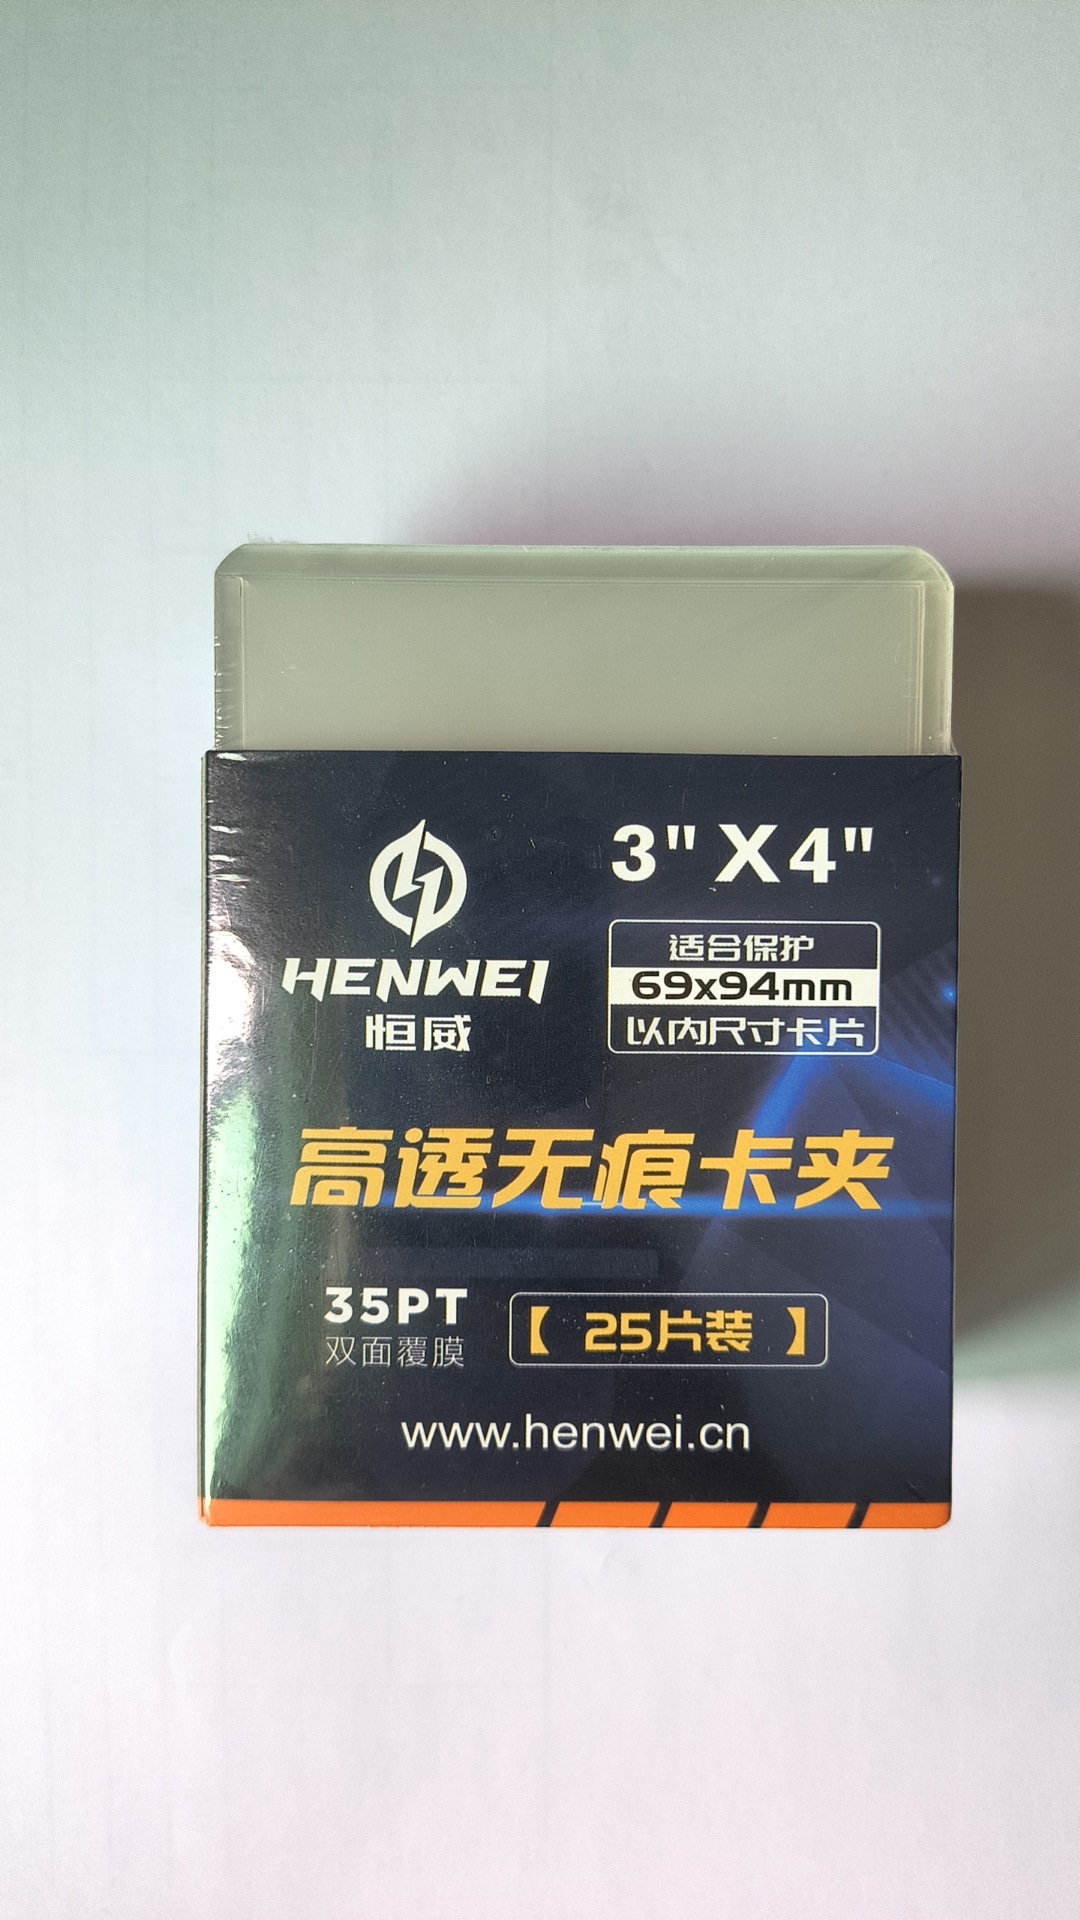 HENWEI
恒威
3" X 4"
适合保护
69x94mm
以内尺寸卡片
高透无痕卡夹
35PT
双面覆膜
【 25片装 】
www.henwei.cn